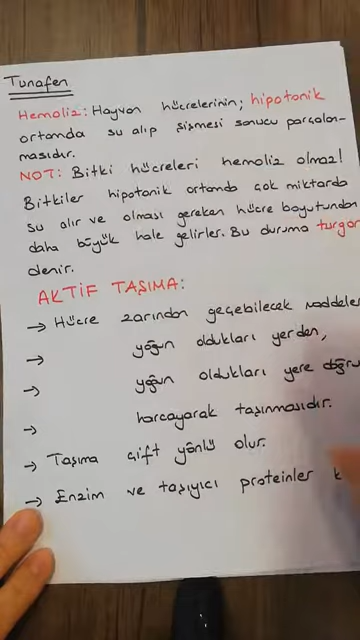 Tunafen
Hemoliz: Hayvan hücrelerinin; hipotonik
ortamda su alıp şişmesi sonucu parçalan-
masıdır.
NOT: Bitki hücreleri hemoliz olmaz!
Bitkiler hipotonik ortamda çok miktarda
su alır ve olması gereken hücre boyutundan
daha büyük hale gelirler. Bu duruma turgor
denir.
AKTİF TAŞIMA:
→ Hücre zarından geçebilecek maddeler
→ yoğun oldukları yerden,
→ yoğun oldukları yere doğru
→ harcayarak taşınmasıdır.
→ Taşıma çift yönlü olur.
→ Enzim ve taşıyıcı proteinler